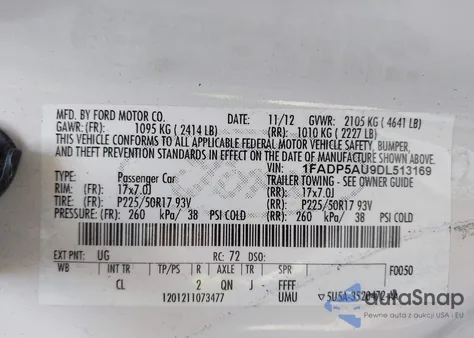 MFD. BY FORD MOTOR CO. DATE: 11/12 GVWR: 2105 KG ( 4641 LB)
GAWR: (FR): 1095 KG ( 2414 LB) (RR): 1010 KG ( 2227 LB)
THIS VEHICLE CONFORMS TO ALL APPLICABLE FEDERAL MOTOR VEHICLE SAFETY, BUMPER,
AND THEFT PREVENTION STANDARDS IN EFFECT ON THE DATE OF MANUFACTURE SHOWN ABOVE.
VIN: 1FADP5AU9DL513169
TYPE: Passenger Car TRAILER TOWING - SEE OWNER GUIDE
RIM: (FR): 17x7.0J (RR): 17x7.0J
TIRE: (FR): P225/50R17 93V (RR): P225/50R17 93V
PRESSURE: (FR): 260 kPa/ 38 PSI COLD (RR): 260 kPa/ 38 PSI COLD
EXT PNT: UG RC: 72 DSO: F0050
WB INT TR TP/PS R AXLE TR SPR
CL 2 QN J FFFF
1201211073477 UMU
autoSnap
Pewne auta z aukcji USA - EU